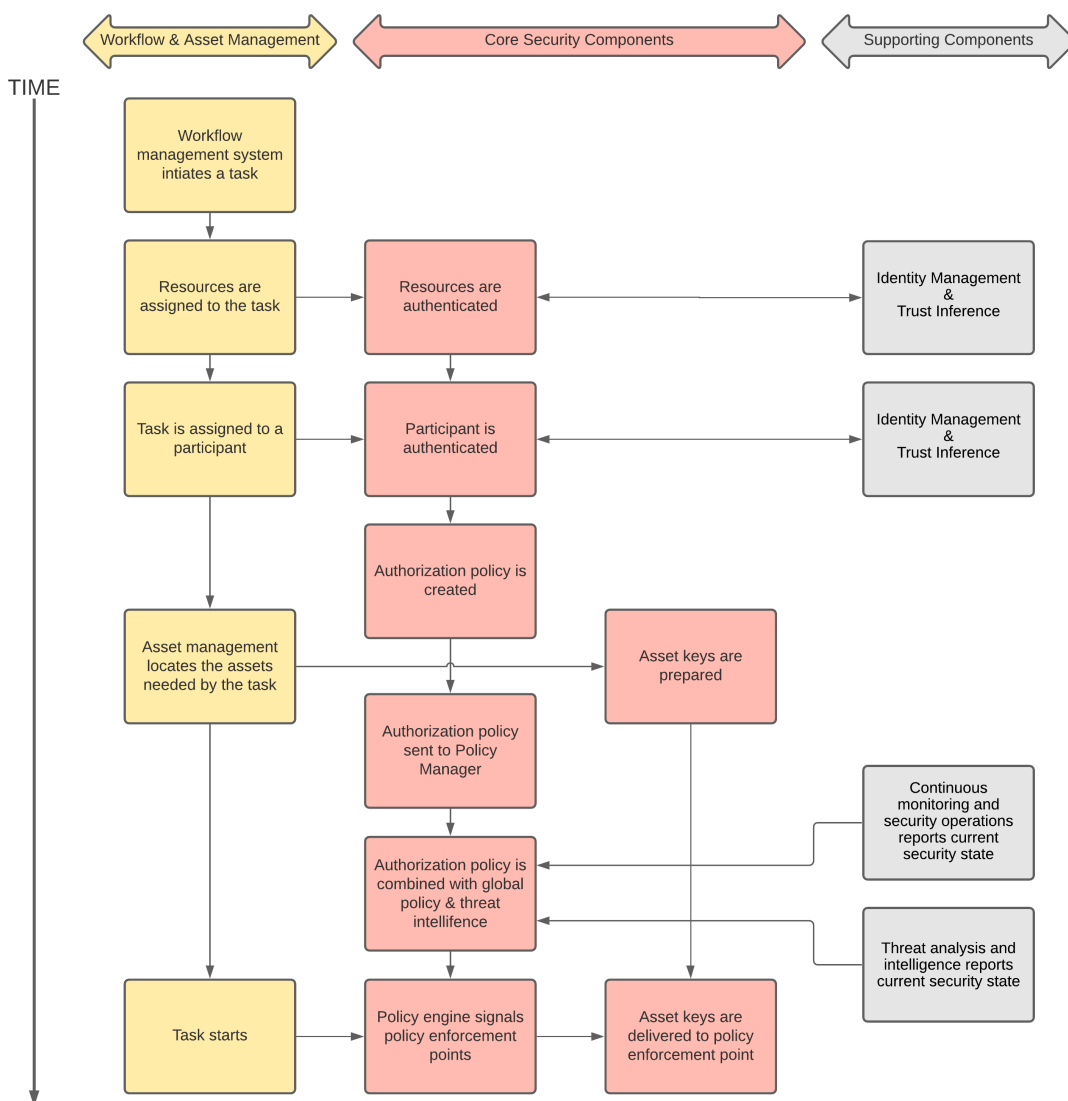 Workflow & Asset Management
Core Security Components
Supporting Components
TIME
Workflow
management system
intiates a task
Resources are
assigned to the task
Resources are
authenticated
Identity Management
&
Trust Inference
Task is assigned to a
participant
Participant is
authenticated
Identity Management
&
Trust Inference
Authorization policy is
created
Asset management
locates the assets
needed by the task
Asset keys are
prepared
Authorization policy
sent to Policy
Manager
Continuous
monitoring and
security operations
reports current
security state
Authorization policy is
combined with global
policy & threat
intellifence
Threat analysis and
intelligence reports
current security state
Task starts
Policy engine signals
policy enforcement
points
Asset keys are
delivered to policy
enforcement point